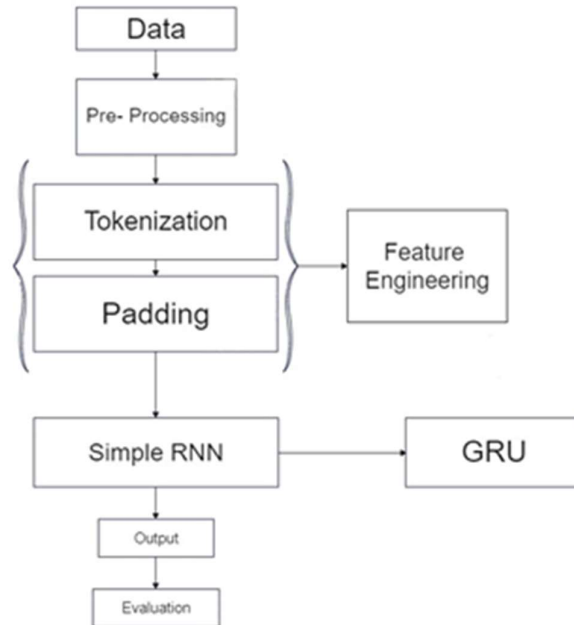 Data
Pre- Processing
Tokenization
Feature
Engineering
Padding
Simple RNN
GRU
Output
Evaluation